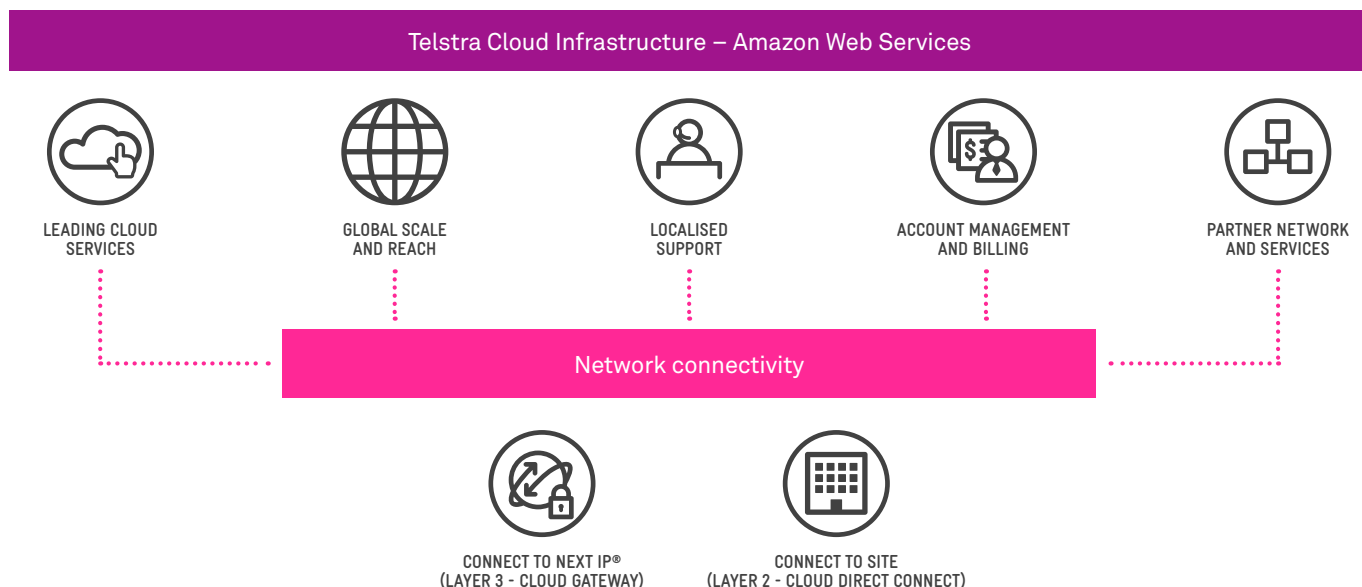 Telstra Cloud Infrastructure – Amazon Web Services
LEADING CLOUD
SERVICES
GLOBAL SCALE
AND REACH
LOCALISED
SUPPORT
$
ACCOUNT MANAGEMENT
AND BILLING
PARTNER NETWORK
AND SERVICES
Network connectivity
CONNECT TO NEXT IP®
(LAYER 3 - CLOUD GATEWAY)
CONNECT TO SITE
(LAYER 2 - CLOUD DIRECT CONNECT)